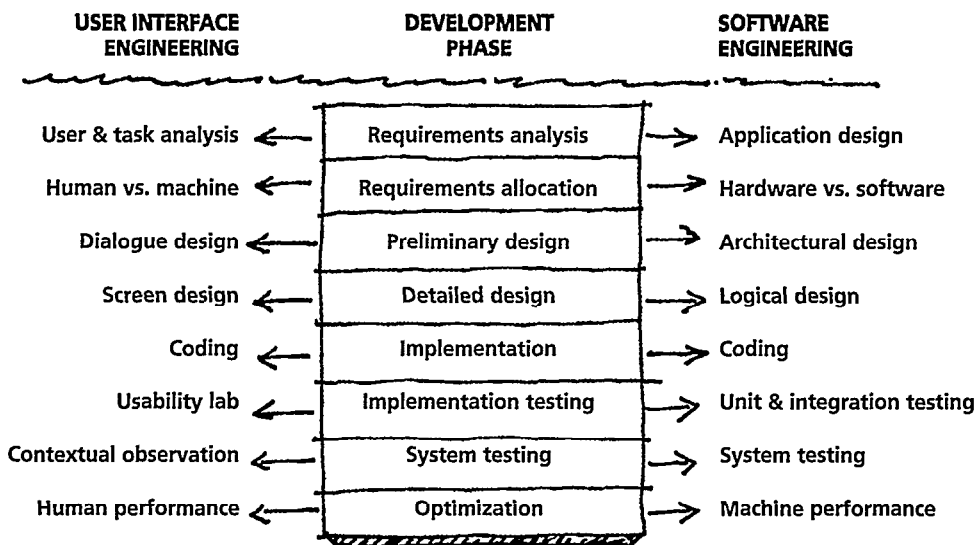 USER INTERFACE ENGINEERING DEVELOPMENT PHASE SOFTWARE ENGINEERING
User & task analysis Requirements analysis Application design
Human vs. machine Requirements allocation Hardware vs. software
Dialogue design Preliminary design Architectural design
Screen design Detailed design Logical design
Coding Implementation Coding
Usability lab Implementation testing Unit & integration testing
Contextual observation System testing System testing
Human performance Optimization Machine performance